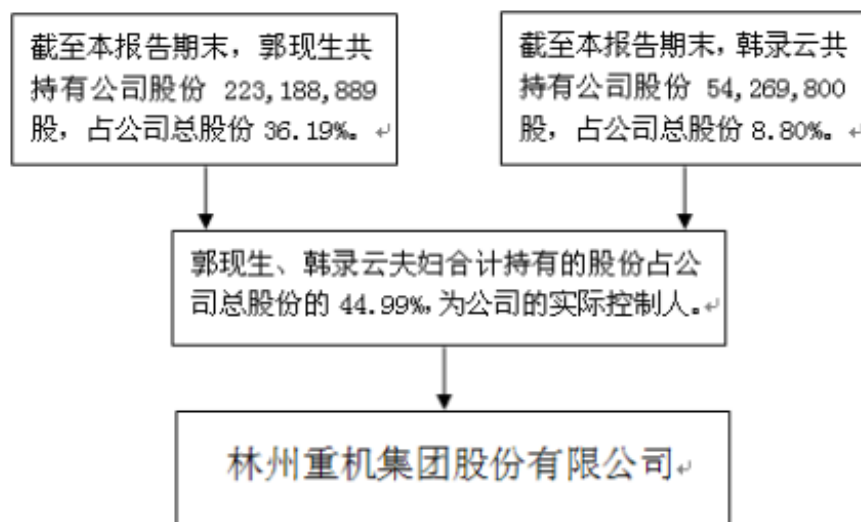 截至本报告期末，郭现生共
持有公司股份 223,188,889
股，占公司总股份 36.19%。
截至本报告期末，韩录云共
持有公司股份 54,269,800
股，占公司总股份 8.80%。
郭现生、韩录云夫妇合计持有的股份占公
司总股份的 44.99%，为公司的实际控制人。
林州重机集团股份有限公司